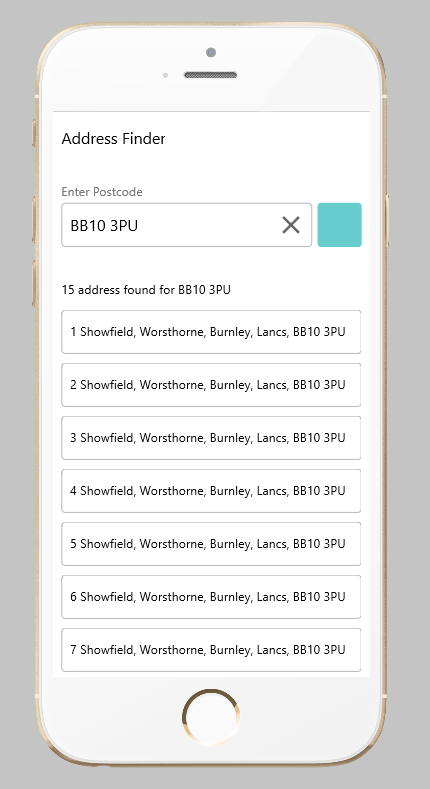 Address Finder
Enter Postcode
BB10 3PU
15 address found for BB10 3PU
1 Showfield, Worsthorne, Burnley, Lancs, BB10 3PU
2 Showfield, Worsthorne, Burnley, Lancs, BB10 3PU
3 Showfield, Worsthorne, Burnley, Lancs, BB10 3PU
4 Showfield, Worsthorne, Burnley, Lancs, BB10 3PU
5 Showfield, Worsthorne, Burnley, Lancs, BB10 3PU
6 Showfield, Worsthorne, Burnley, Lancs, BB10 3PU
7 Showfield, Worsthorne, Burnley, Lancs, BB10 3PU